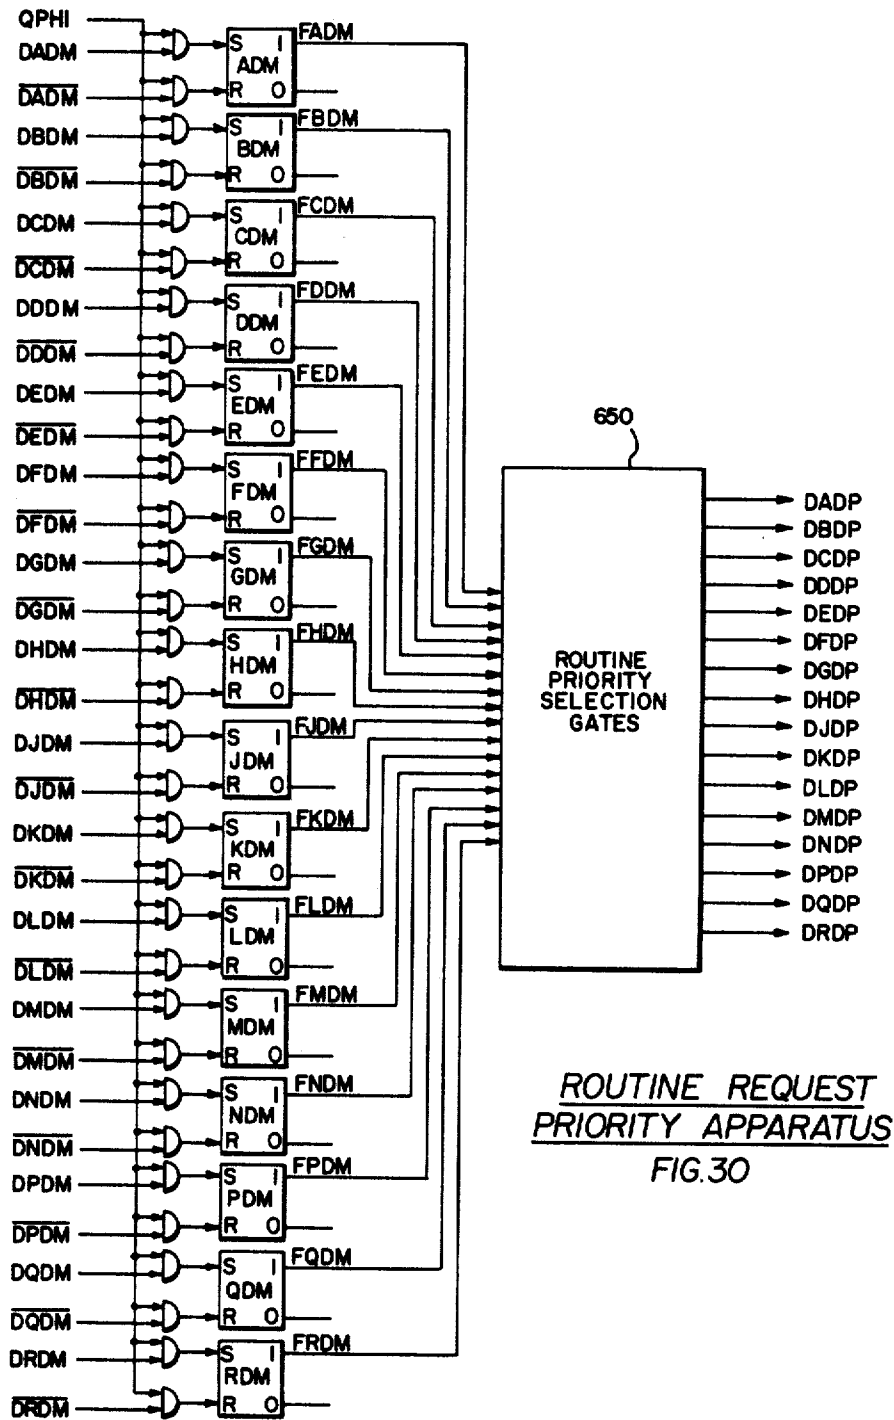 QPHI
DADM
S I FADM
ADM
DADM
R O
DBDM
S I FBDM
BDM
DBDM
R O
DCDM
S I FCDM
CDM
DCDM
R O
DDDM
S I FDDM
DDM
DDDM
R O
DEDM
S I FEDM
EDM
DEDM
R O
DFDM
S I FFDM
FDM
DFDM
R O
DGDM
S I FGDM
GDM
DGDM
R O
DHDM
S I FHDM
HDM
DHDM
R O
DJDM
S I FJDM
JDM
DJDM
R O
DKDM
S I FKDM
KDM
DKDM
R O
DLDM
S I FLDM
LDM
DLDM
R O
DMDM
S I FMDM
MDM
DMDM
R O
DNDM
S I FNDM
NDM
DNDM
R O
DPDM
S I FPDM
PDM
DPDM
R O
DQDM
S I FQDM
QDM
DQDM
R O
DRDM
S I FRDM
RDM
DRDM
R O
650
ROUTINE
PRIORITY
SELECTION
GATES
DADP
DBDP
DCDP
DDDP
DEDP
DFDP
DGDP
DHDP
DJDP
DKDP
DLDP
DMDP
DNDP
DPDP
DQDP
DRDP
ROUTINE REQUEST
PRIORITY APPARATUS
FIG.30